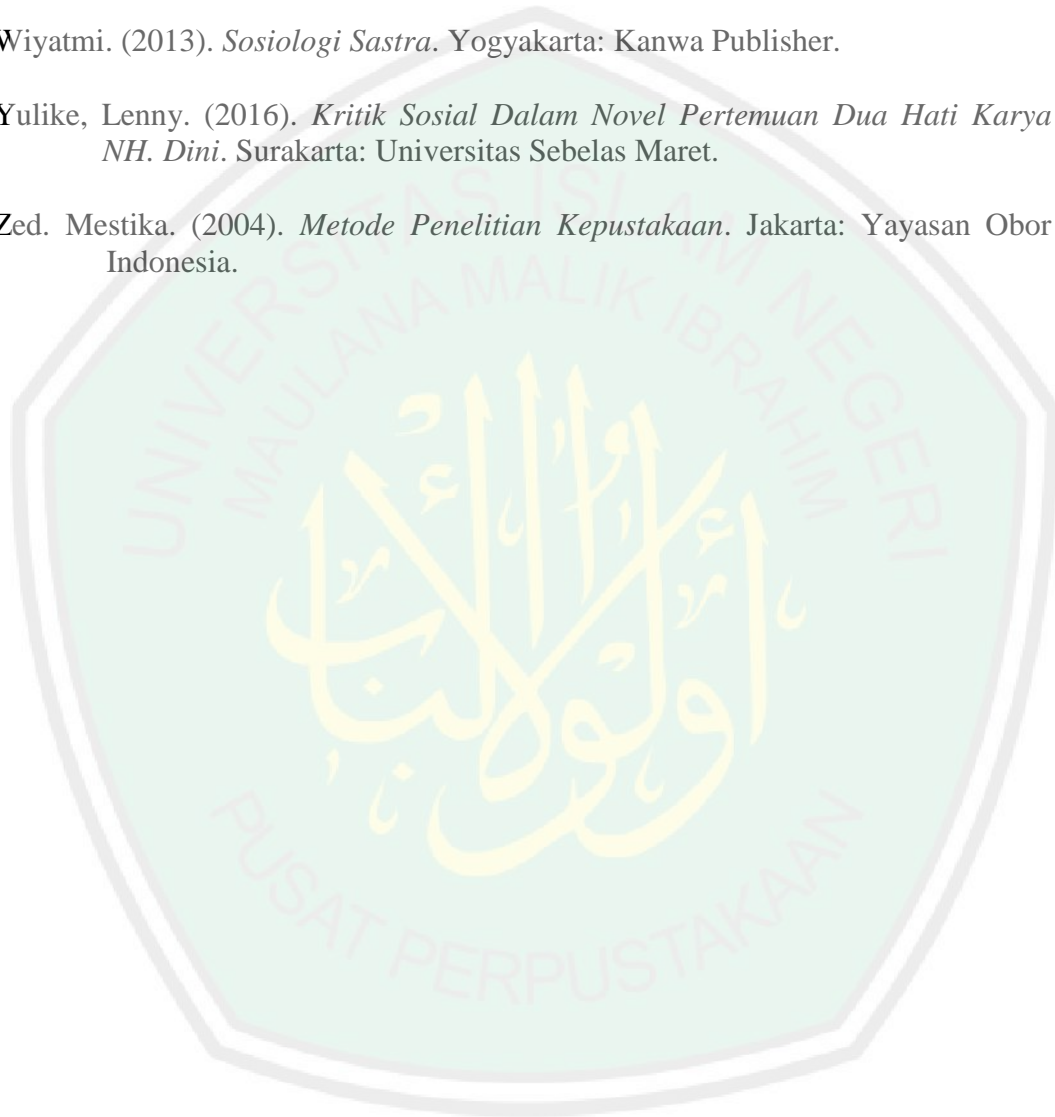 Wiyatmi. (2013). Sosiologi Sastra. Yogyakarta: Kanwa Publisher.
Yulike, Lenny. (2016). Kritik Sosial Dalam Novel Pertemuan Dua Hati Karya
NH. Dini. Surakarta: Universitas Sebelas Maret.
Zed. Mestika. (2004). Metode Penelitian Kepustakaan. Jakarta: Yayasan Obor
Indonesia.
UNIVERSITAS ISLAM NEGERI
MAULANA MALIK IBRAHIM
أولو الألباب
PUSAT PERPUSTAKAAN